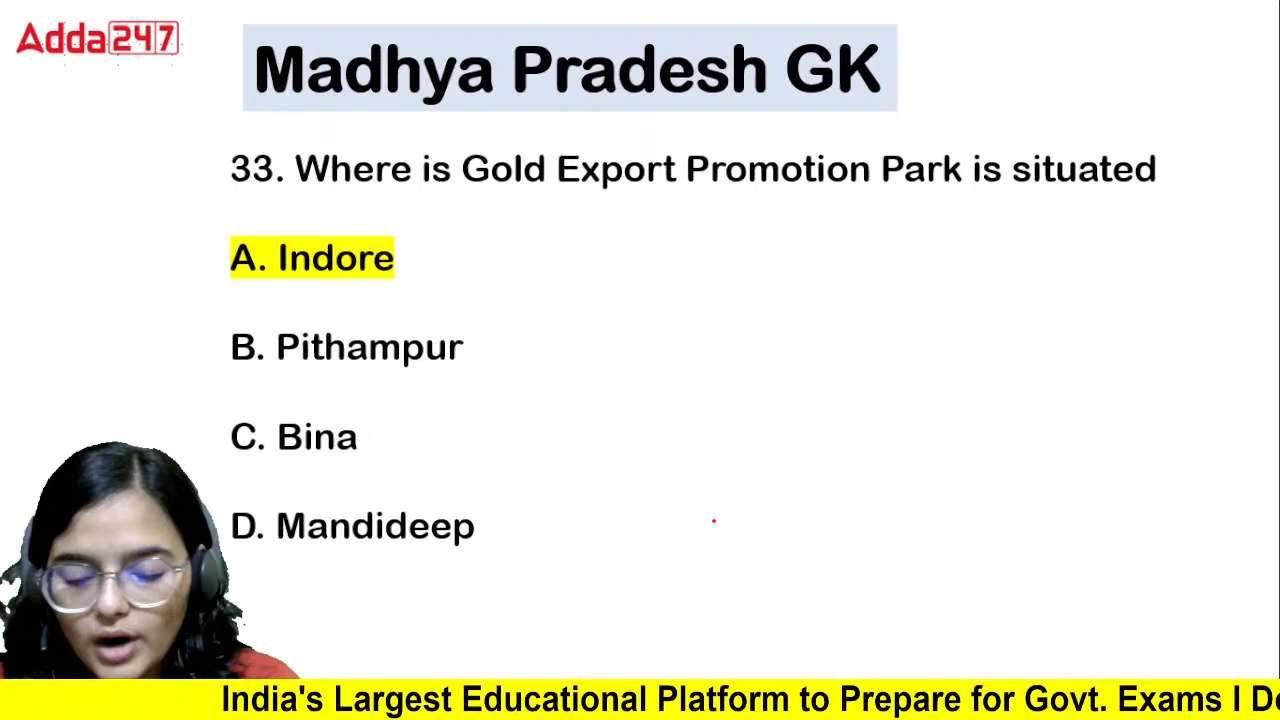 Adda247
Madhya Pradesh GK
33. Where is Gold Export Promotion Park is situated
A. Indore
B. Pithampur
C. Bina
D. Mandideep
India's Largest Educational Platform to Prepare for Govt. Exams I